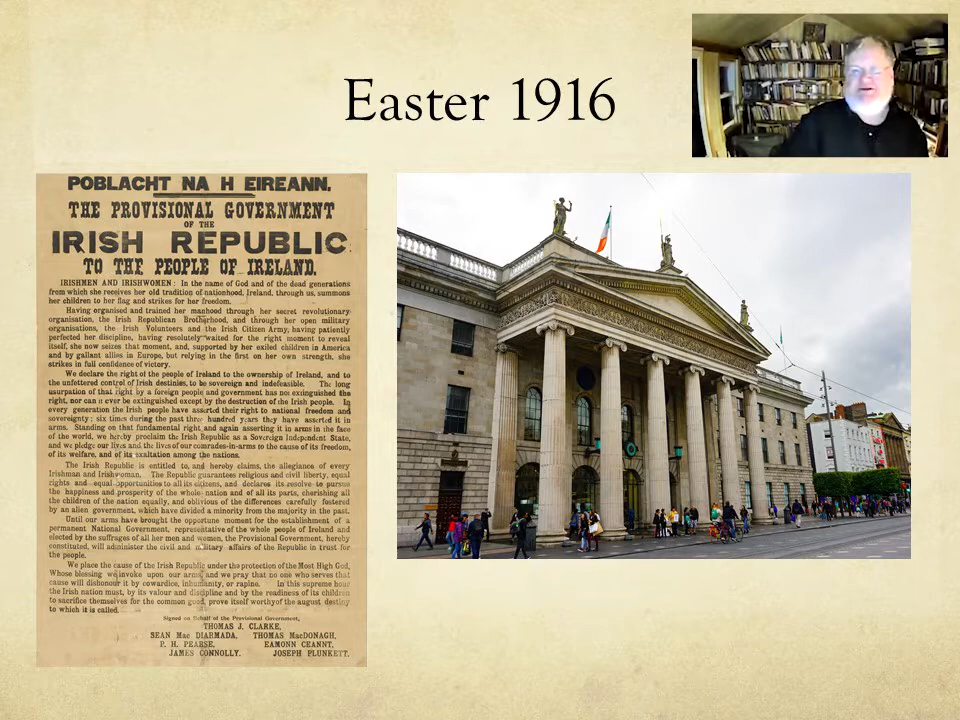 Easter 1916
POBLACHT NA H EIREANN.
THE PROVISIONAL GOVERNMENT
OF THE
IRISH REPUBLIC
TO THE PEOPLE OF IRELAND.
IRISHMEN AND IRISHWOMEN: In the name of God and of the dead generations
from which she receives her old tradition of nationhood, Ireland, through us, summons
her children to her flag and strikes for her freedom.
Having organised and trained her manhood through her secret revolutionary
organisation, the Irish Republican Brotherhood, and through her open military
organisations, the Irish Volunteers and the Irish Citizen Army, having patiently
perfected her discipline, having resolutely waited for the right moment to reveal
itself, she now seizes that moment, and, supported by her exiled children in America
and by gallant allies in Europe, but relying in the first on her own strength, she
strikes in full confidence of victory.
We declare the right of the people of Ireland to the ownership of Ireland, and to
the unfettered control of Irish destinies, to be sovereign and indefeasible. The long
usurpation of that right by a foreign people and government has not extinguished the
right, nor can it ever be extinguished except by the destruction of the Irish people. In
every generation the Irish people have asserted their right to national freedom and
sovereignty; six times during the past three hundred years they have asserted it in
arms. Standing on that fundamental right and again asserting it in arms in the face
of the world, we hereby proclaim the Irish Republic as a Sovereign Independent State,
and we pledge our lives and the lives of our comrades-in-arms to the cause of its freedom,
of its welfare, and of its exaltation among the nations.
The Irish Republic is entitled to, and hereby claims, the allegiance of every
Irishman and Irishwoman. The Republic guarantees religious and civil liberty, equal
rights and equal opportunities to all its citizens, and declares its resolve to pursue
the happiness and prosperity of the whole nation and of all its parts, cherishing all
the children of the nation equally, and oblivious of the differences carefully fostered
by an alien government, which have divided a minority from the majority in the past.
Until our arms have brought the opportune moment for the establishment of a
permanent National Government, representative of the whole people of Ireland and
elected by the suffrages of all her men and women, the Provisional Government, hereby
constituted, will administer the civil and military affairs of the Republic in trust for
the people.
We place the cause of the Irish Republic under the protection of the Most High God,
Whose blessing we invoke upon our arms, and we pray that no one who serves that
cause will dishonour it by cowardice, inhumanity, or rapine. In this supreme hour
the Irish nation must, by its valour and discipline and by the readiness of its children
to sacrifice themselves for the common good, prove itself worthy of the august destiny
to which it is called.
Signed on Behalf of the Provisional Government,
THOMAS J. CLARKE,
SEAN Mac DIARMADA, THOMAS MacDONAGH,
P. H. PEARSE, EAMONN CEANNT,
JAMES CONNOLLY. JOSEPH PLUNKETT.